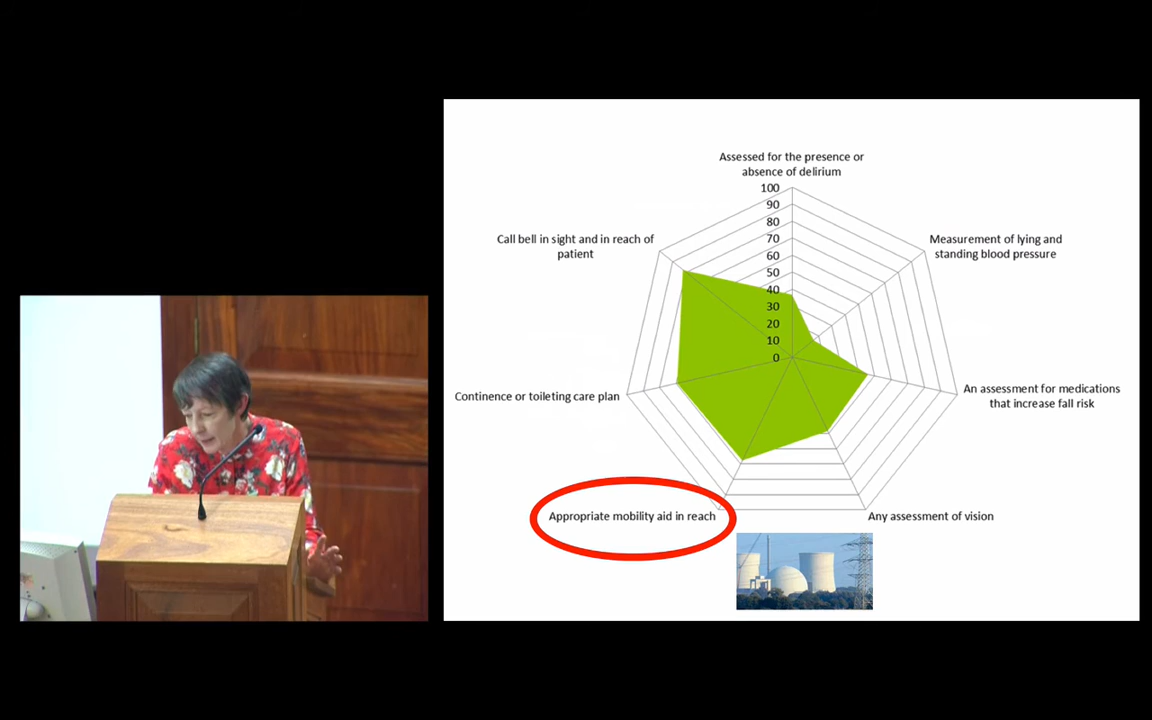 Assessed for the presence or
absence of delirium
100
90
80
70
60
50
40
30
20
10
0
Call bell in sight and in reach of
patient
Measurement of lying and
standing blood pressure
Continence or toileting care plan
An assessment for medications
that increase fall risk
Appropriate mobility aid in reach
Any assessment of vision